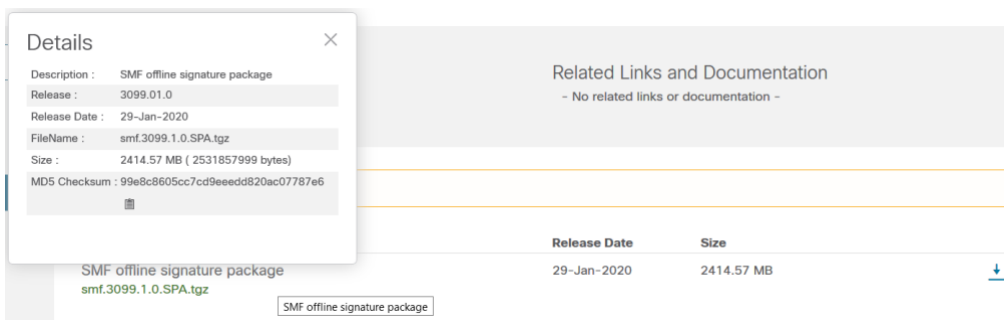 Details
Description : SMF offline signature package
Release : 3099.01.0
Release Date : 29-Jan-2020
FileName : smf.3099.1.0.SPA.tgz
Size : 2414.57 MB ( 2531857999 bytes)
MD5 Checksum : 99e8c8605cc7cd9eeedd820ac07787e6
Related Links and Documentation
- No related links or documentation -
Release Date Size
SMF offline signature package 29-Jan-2020 2414.57 MB
smf.3099.1.0.SPA.tgz
SMF offline signature package